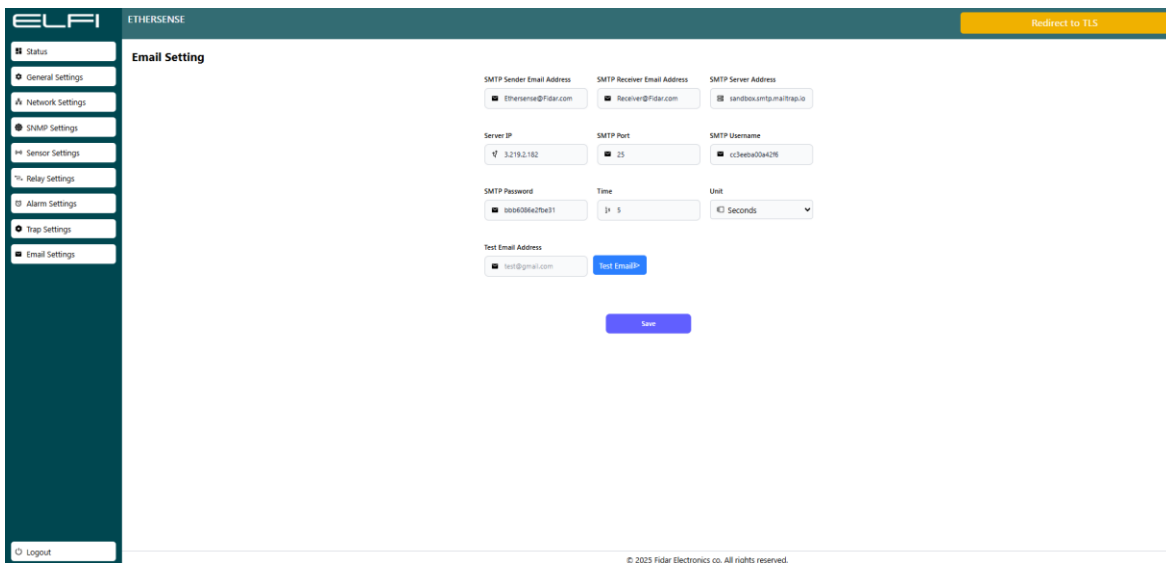 ELFI
ETHERSENSE
Redirect to TLS
Status
General Settings
Network Settings
SNMP Settings
Sensor Settings
Relay Settings
Alarm Settings
Trap Settings
Email Settings
Logout
Email Setting
SMTP Sender Email Address SMTP Receiver Email Address SMTP Server Address
Ethersense@Fidar.com Receiver@Fidar.com sandbox.smtp.mailtrap.io
Server IP SMTP Port SMTP Username
3.219.2.182 25 cc3eeba00a42f6
SMTP Password Time Unit
bbb6086e2fbe31 5 Seconds
Test Email Address
test@gmail.com Test Email
Save
© 2025 Fidar Electronics co. All rights reserved.